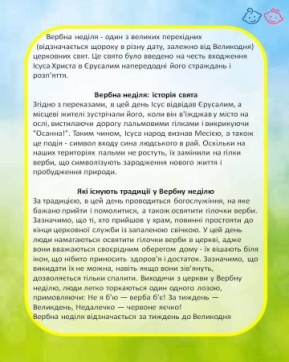 Вербна неділя - один з великих перехідних
(відзначається щороку в різну дату, залежно від Великодня)
церковних свят. Це свято було введено на честь входження
Ісуса Христа в Єрусалим напередодні його страждань і
розп'яття.
Вербна неділя: історія свята
Згідно з переказами, в цей день Ісус відвідав Єрусалим, а
місцеві жителі зустрічали його, коли він в'їжджав у місто на
ослі, вистилаючи дорогу пальмовими гілками і викрикуючи
"Осанна!". Таким чином, Ісуса народ визнав Месією, а також
це подія - символ входу сина людського в рай. Оскільки на
наших територіях пальми не ростуть, їх замінили на гілки
верби, що символізують зародження нового життя і
пробудження природи.
Які існують традиції у Вербну неділю
За традицією, в цей день проводиться богослужіння, на яке
бажано прийти і помолитися, а також освятити гілочки верби.
Зазначимо, що ті, хто прийшов у храм, повинні простояти до
кінця церковної служби із запаленою свічкою. У цей день
люди намагаються освятити гілочки верби в церкві, адже
вони вважаються своєрідним оберегом дому - їх вішають біля
ікон, що нібито приносить здоров'я і достаток. Зазначимо, що
викидати їх не можна, навіть якщо вони зів'януть,
дозволяється тільки спалити. Виходячи з церкви у Вербну
неділю, люди легко торкаються один одного лозою,
примовляючи: Не я б'ю — верба б'є! За тиждень —
Великдень, Недалечко — червоне яєчко!
Вербна неділя відзначається за тиждень до Великодня